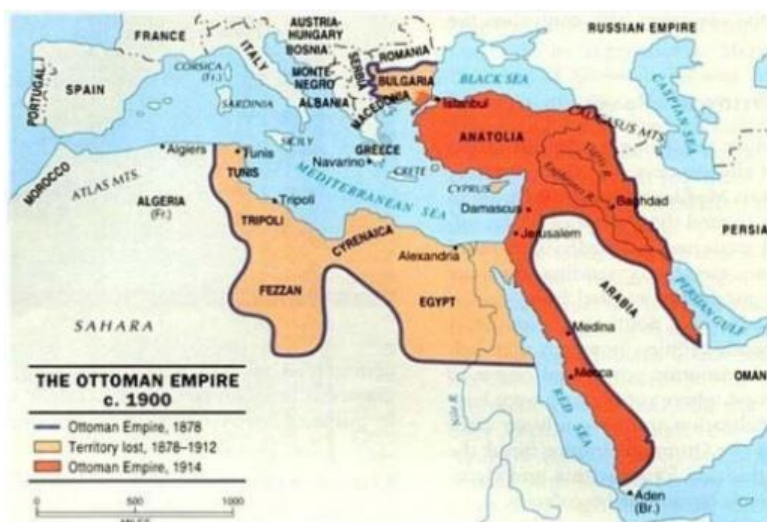 FRANCE
AUSTRIA-
HUNGARY
RUSSIAN EMPIRE
BOSNIA
ROMANIA
ITALY
CORSICA
(Fr.)
MONTE-
NEGRO
SERBIA
BULGARIA
BLACK SEA
CASPIAN SEA
PORTUGAL
SPAIN
SARDINIA
ALBANIA
MACEDONIA
Istanbul
CAUCASUS MTS.
ANATOLIA
SICILY
GREECE
Algiers
Tunis
Navarino
Tigris R.
Euphrates R.
MOROCCO
ATLAS MTS.
TUNIS
CRETE
CYPRUS
Baghdad
MEDITERRANEAN SEA
ALGERIA
(Fr.)
Tripoli
Damascus
PERSIA
TRIPOLI
Jerusalem
CYRENAICA
Alexandria
ARABIA
PERSIAN GULF
FEZZAN
EGYPT
SAHARA
Medina
THE OTTOMAN EMPIRE
c. 1900
Mecca
OMAN
Ottoman Empire, 1878
Territory lost, 1878–1912
Ottoman Empire, 1914
Nile R.
RED SEA
0 500 1000
MILES
Aden
(Br.)